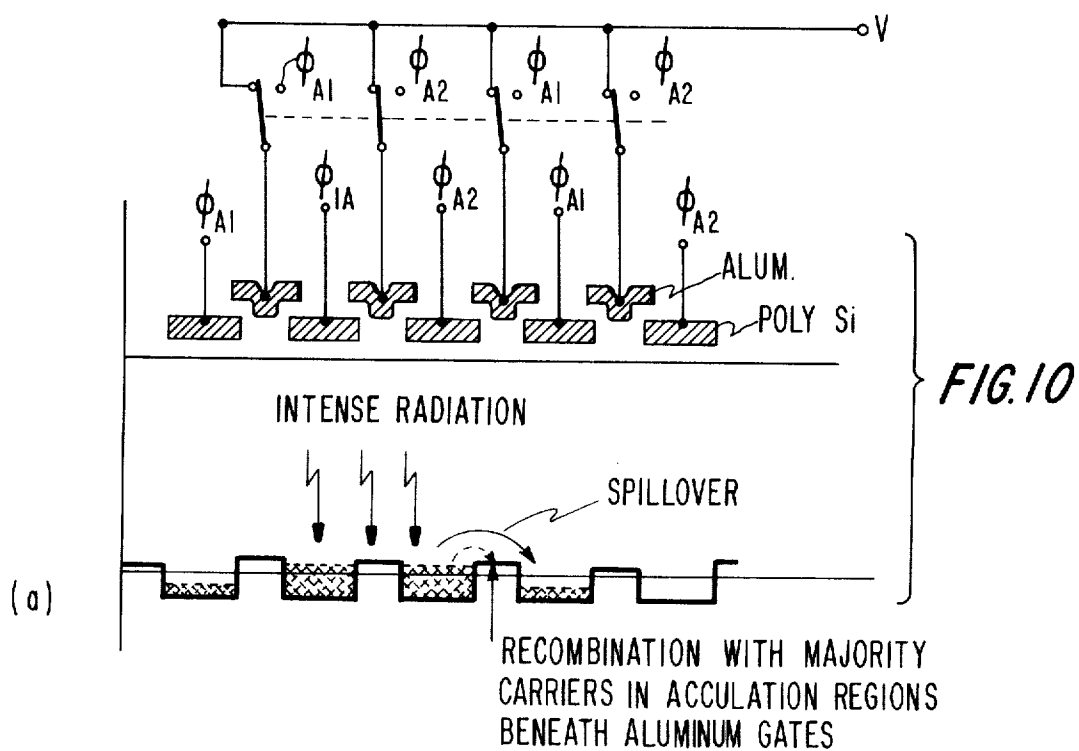 V
ϕA1 ϕA2 ϕA1 ϕA2
ϕA1 ϕ1A ϕA2 ϕA1 ϕA2
ALUM.
POLY Si
FIG. 10
INTENSE RADIATION
SPILLOVER
(a)
RECOMBINATION WITH MAJORITY
CARRIERS IN ACCULATION REGIONS
BENEATH ALUMINUM GATES